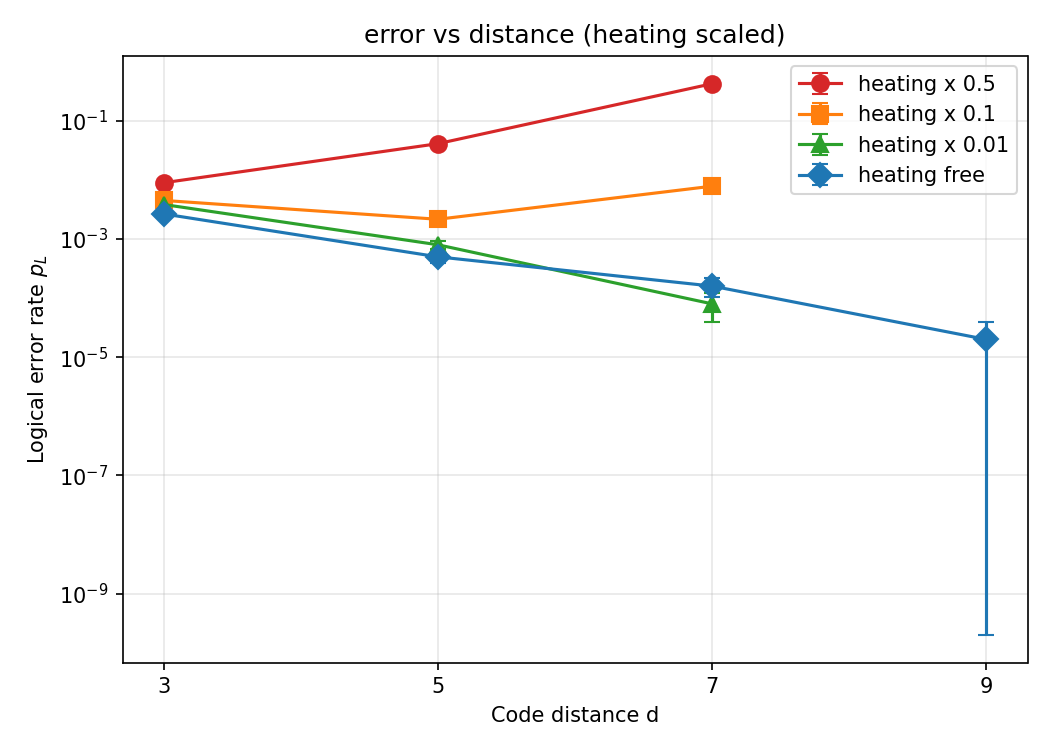 error vs distance (heating scaled)
heating x 0.5
heating x 0.1
heating x 0.01
heating free
Logical error rate $p_L$
10⁻¹
10⁻³
10⁻⁵
10⁻⁷
10⁻⁹
3 5 7 9
Code distance d